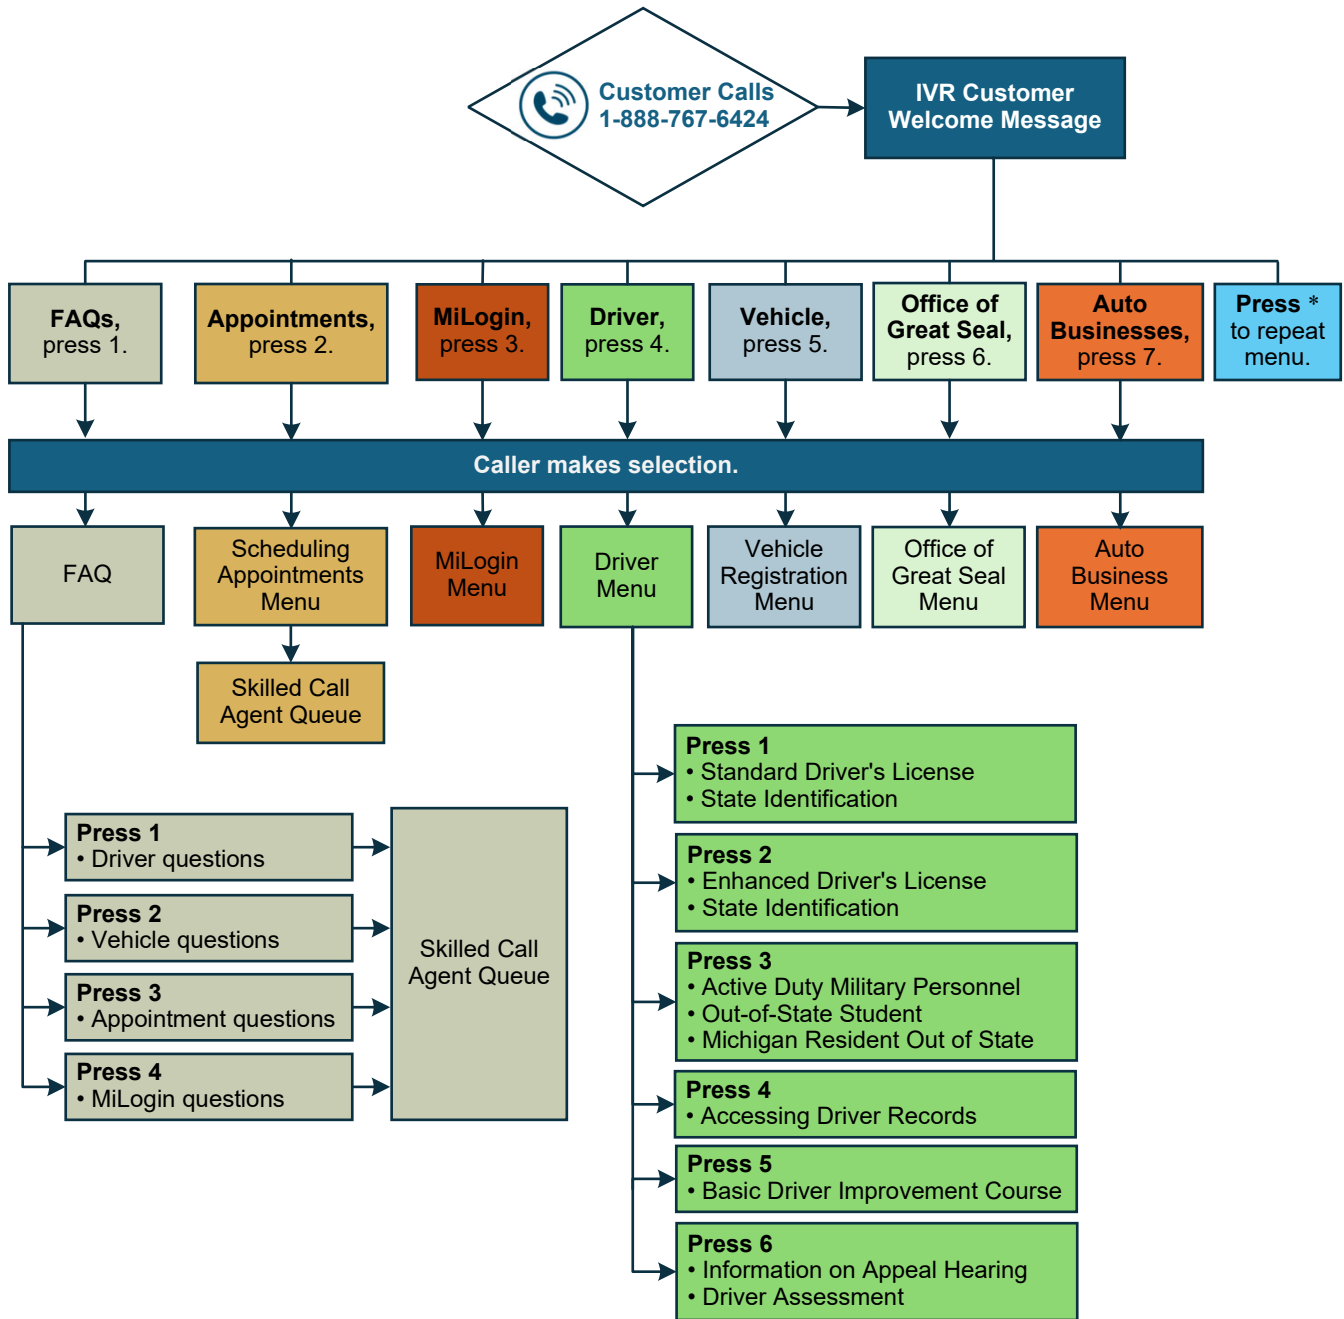 Customer Calls
1-888-767-6424
IVR Customer
Welcome Message
FAQs,
press 1.
Appointments,
press 2.
MiLogin,
press 3.
Driver,
press 4.
Vehicle,
press 5.
Office of
Great Seal,
press 6.
Auto
Businesses,
press 7.
Press *
to repeat
menu.
Caller makes selection.
FAQ
Scheduling
Appointments
Menu
MiLogin
Menu
Driver
Menu
Vehicle
Registration
Menu
Office of
Great Seal
Menu
Auto
Business
Menu
Skilled Call
Agent Queue
Press 1
• Driver questions
Press 2
• Vehicle questions
Press 3
• Appointment questions
Press 4
• MiLogin questions
Skilled Call
Agent Queue
Press 1
• Standard Driver's License
• State Identification
Press 2
• Enhanced Driver's License
• State Identification
Press 3
• Active Duty Military Personnel
• Out-of-State Student
• Michigan Resident Out of State
Press 4
• Accessing Driver Records
Press 5
• Basic Driver Improvement Course
Press 6
• Information on Appeal Hearing
• Driver Assessment